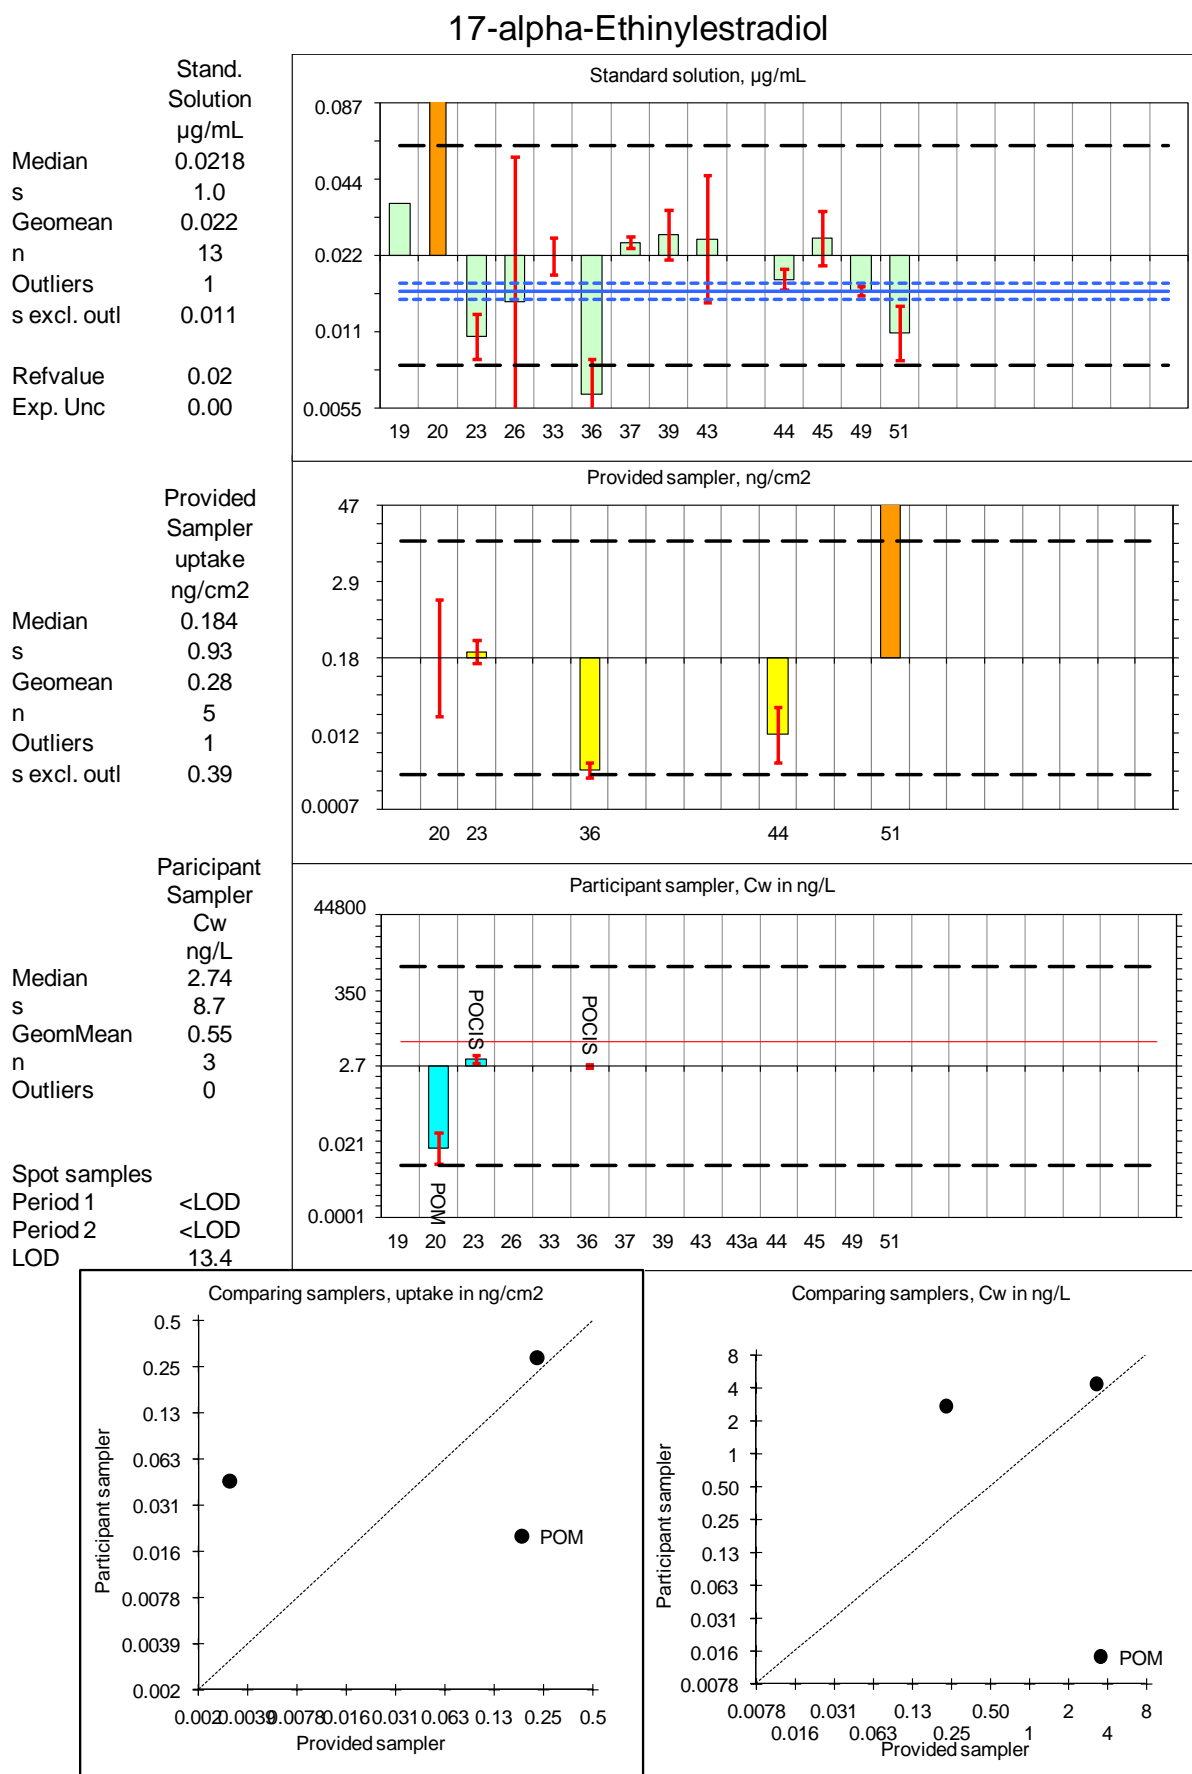 17-alpha-Ethinylestradiol
Stand.
Solution
µg/mL
Median 0.0218
s 1.0
Geomean 0.022
n 13
Outliers 1
s excl. outl 0.011
Refvalue 0.02
Exp. Unc 0.00
Standard solution, µg/mL
0.087
0.044
0.022
0.011
0.0055
19 20 23 26 33 36 37 39 43 44 45 49 51
Provided
Sampler
uptake
ng/cm2
Median 0.184
s 0.93
Geomean 0.28
n 5
Outliers 1
s excl. outl 0.39
Provided sampler, ng/cm2
47
2.9
0.18
0.012
0.0007
20 23 36 44 51
Paricipant
Sampler
Cw
ng/L
Median 2.74
s 8.7
GeomMean 0.55
n 3
Outliers 0
Spot samples
Period 1 <LOD
Period 2 <LOD
LOD 13.4
Participant sampler, Cw in ng/L
44800
350
2.7
0.021
0.0001
POM
POCIS
POCIS
19 20 23 26 33 36 37 39 43 43a 44 45 49 51
Comparing samplers, uptake in ng/cm2
Participant sampler
0.5
0.25
0.13
0.063
0.031
0.016
0.0078
0.0039
0.002
POM
0.002 0.0039 0.0078 0.016 0.031 0.063 0.13 0.25 0.5
Provided sampler
Comparing samplers, Cw in ng/L
Participant sampler
8
4
2
1
0.50
0.25
0.13
0.063
0.031
0.016
0.0078
POM
0.0078 0.031 0.13 0.50 2 8
0.016 0.063 0.25 1 4
Provided sampler